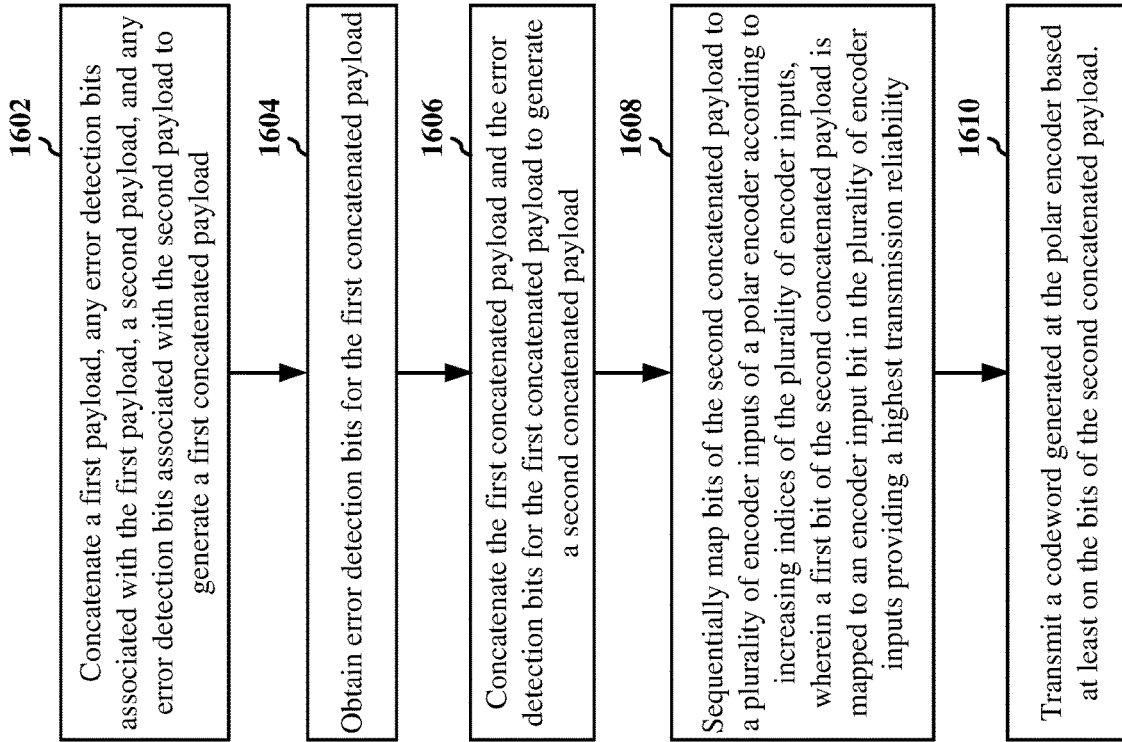 1602
Concatenate a first payload, any error detection bits
associated with the first payload, a second payload, and any
error detection bits associated with the second payload to
generate a first concatenated payload
1604
Obtain error detection bits for the first concatenated payload
1606
Concatenate the first concatenated payload and the error
detection bits for the first concatenated payload to generate
a second concatenated payload
1608
Sequentially map bits of the second concatenated payload to
a plurality of encoder inputs of a polar encoder according to
increasing indices of the plurality of encoder inputs,
wherein a first bit of the second concatenated payload is
mapped to an encoder input bit in the plurality of encoder
inputs providing a highest transmission reliability
1610
Transmit a codeword generated at the polar encoder based
at least on the bits of the second concatenated payload.